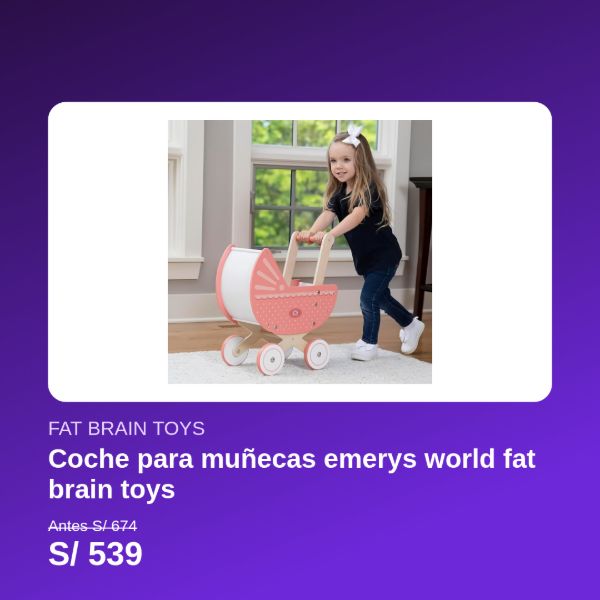 FAT BRAIN TOYS
Coche para muñecas emerys world fat
brain toys
Antes S/ 674
S/ 539